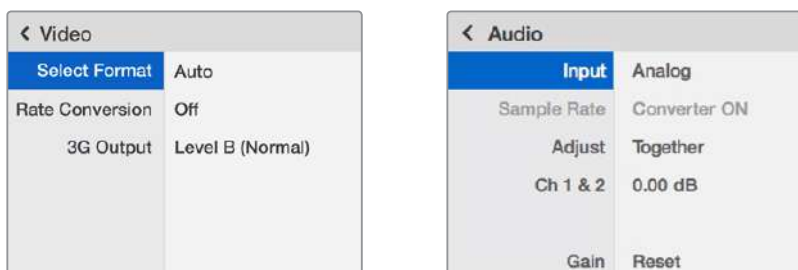 < Video
Select Format Auto
Rate Conversion Off
3G Output Level B (Normal)
< Audio
Input Analog
Sample Rate Converter ON
Adjust Together
Ch 1 & 2 0.00 dB
Gain Reset